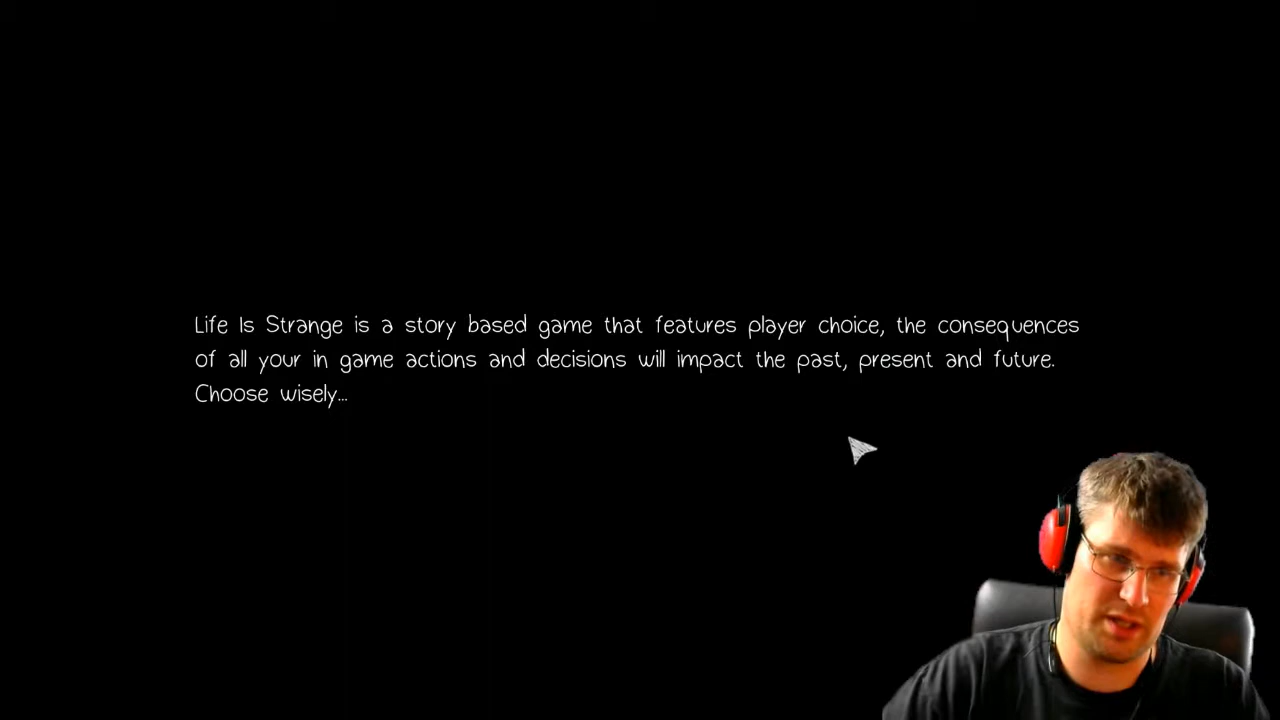 Life Is Strange is a story based game that features player choice, the consequences
of all your in game actions and decisions will impact the past, present and future.
Choose wisely...